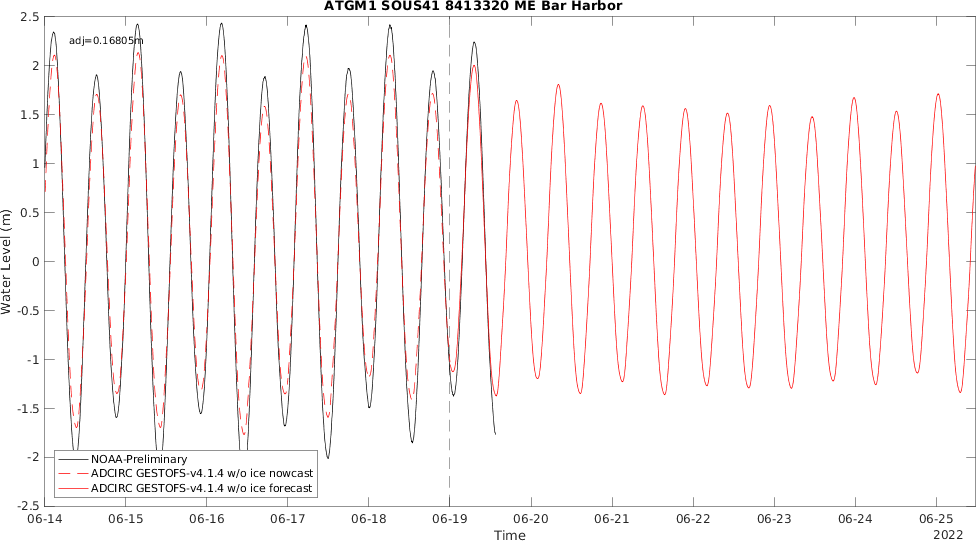 ATGM1 SOUS41 8413320 ME Bar Harbor
adj=0.16805m
2.5
2
1.5
1
0.5
0
-0.5
-1
-1.5
-2
-2.5
Water Level (m)
NOAA-Preliminary
ADCIRC GESTOFS-v4.1.4 w/o ice nowcast
ADCIRC GESTOFS-v4.1.4 w/o ice forecast
06-14 06-15 06-16 06-17 06-18 06-19 06-20 06-21 06-22 06-23 06-24 06-25
Time
2022